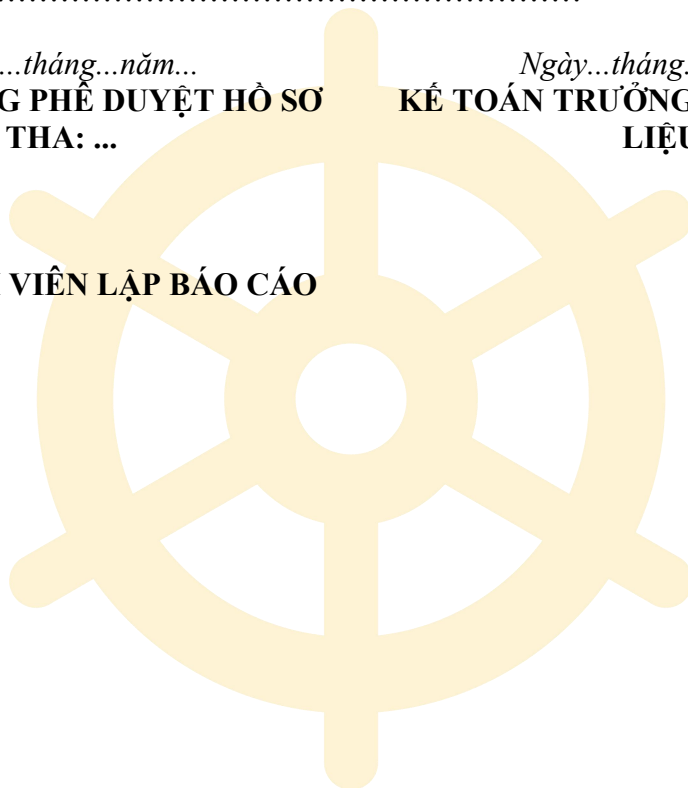 ...tháng...năm...
Ngày...tháng.
G PHÊ DUYỆT HỒ SƠ
THA: ...
KẾ TOÁN TRƯỞNG
LIỆU
VIÊN LẬP BÁO CÁO